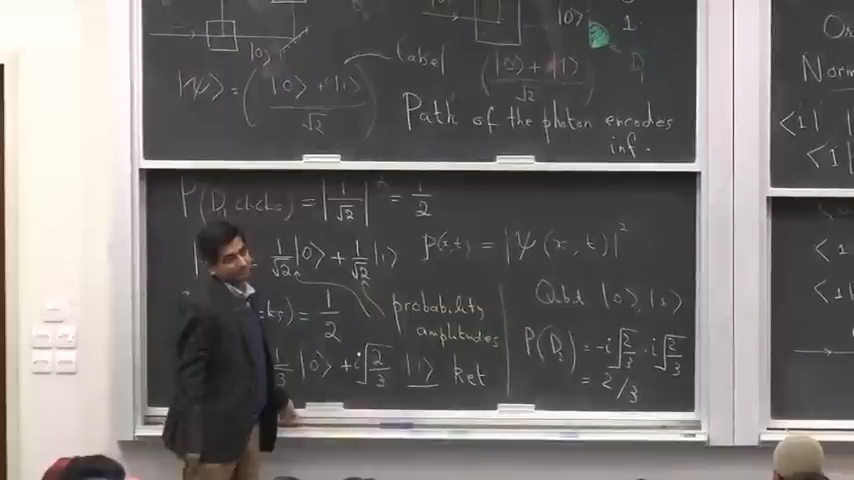 |0⟩
|0⟩ 1
|ψ⟩ = ( |0⟩ + |1⟩ / √2 ) label ( |0⟩ + |1⟩ / √2 )
Path of the photon encodes
inf.
P(D₁ clicks) = |1/√2|² = 1/2
1/√2 |0⟩ + 1/√2 |1⟩ P(x,t) = |Ψ(x,t)|²
= 1/2 probability amplitudes
1/3 |0⟩ + i√2/3 |1⟩ ket
Qubit |0⟩, |1⟩
P(D₂) = -i√2/3 · i√2/3
= 2/3
Or
Norm
⟨1|
⟨1|
⟨1
⟨1